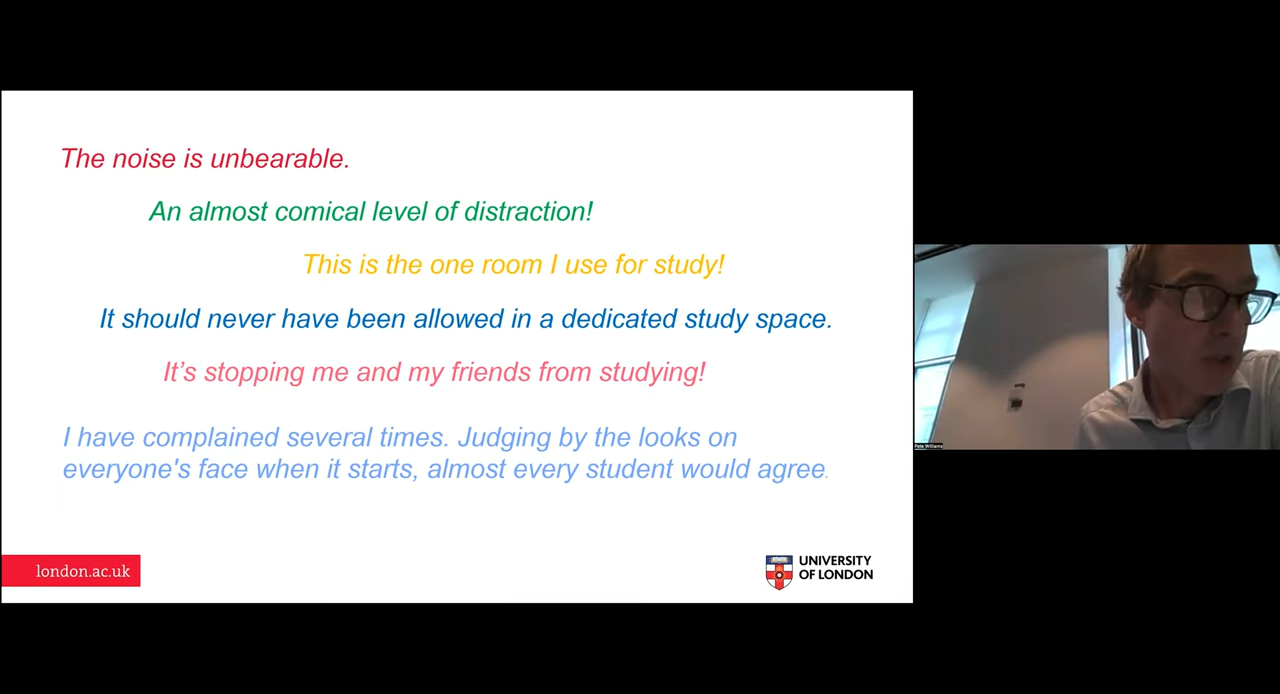 The noise is unbearable.
An almost comical level of distraction!
This is the one room I use for study!
It should never have been allowed in a dedicated study space.
It’s stopping me and my friends from studying!
I have complained several times. Judging by the looks on
everyone's face when it starts, almost every student would agree.
london.ac.uk
UNIVERSITY
OF LONDON
Pete Williams